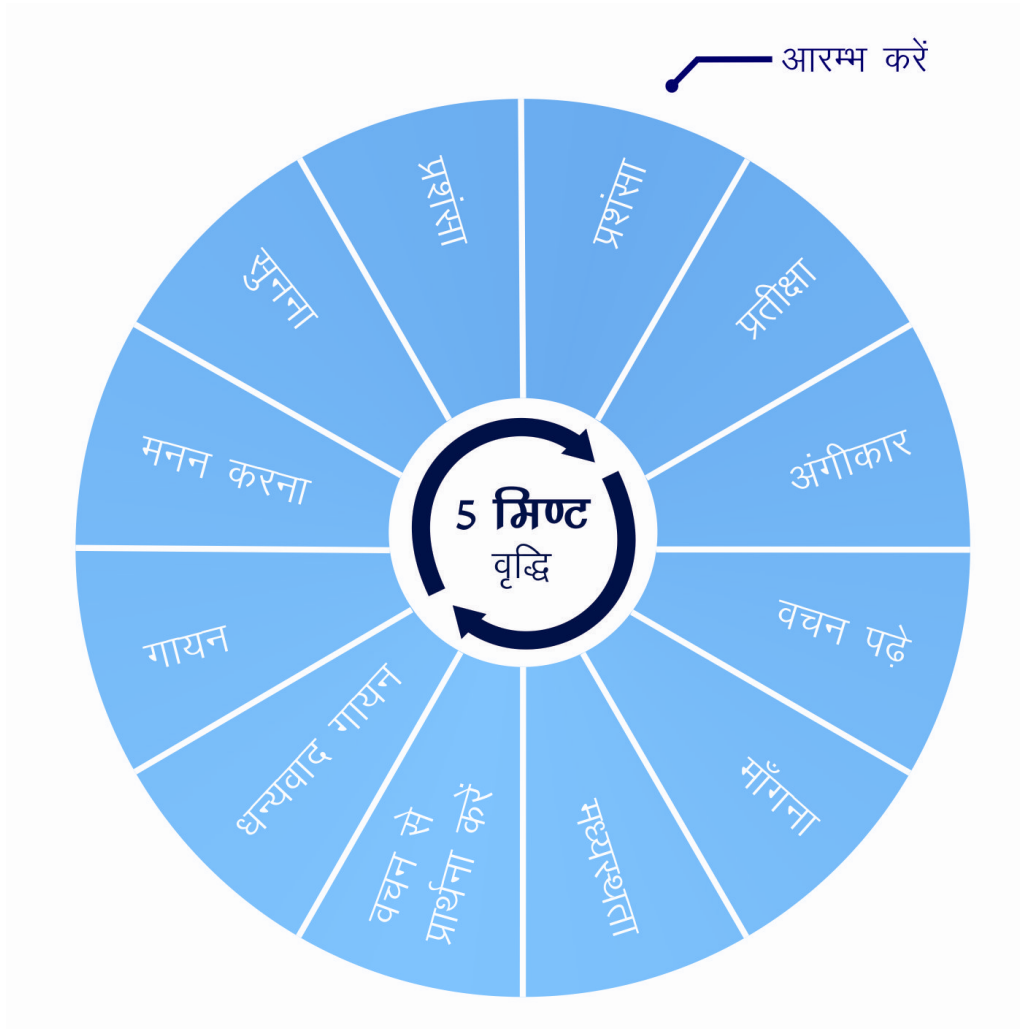 आरम्भ करें
प्रशंसा
प्रतीक्षा
अंगीकार
वचन पढ़े
माँगना
मध्यस्थता
वचन से
प्रार्थना करें
धन्यवाद गायन
गायन
मनन करना
सुनना
प्रशंसा
5 मिण्ट
वृद्धि